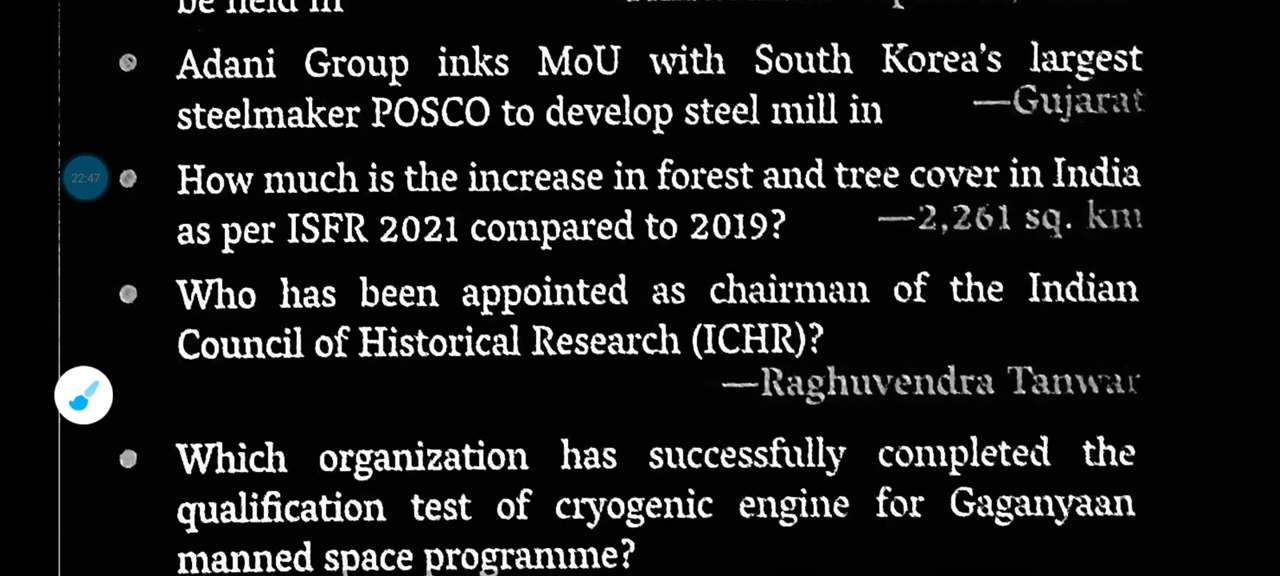 be held in
Adani Group inks MoU with South Korea's largest
steelmaker POSCO to develop steel mill in —Gujarat
22:47
How much is the increase in forest and tree cover in India
as per ISFR 2021 compared to 2019? —2,261 sq. km
Who has been appointed as chairman of the Indian
Council of Historical Research (ICHR)?
—Raghuvendra Tanwar
Which organization has successfully completed the
qualification test of cryogenic engine for Gaganyaan
manned space programme?